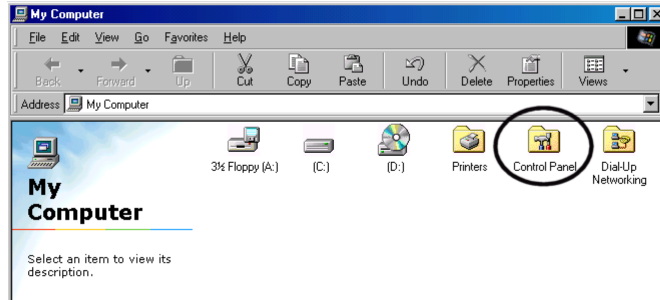 My Computer
File Edit View Go Favorites Help
Back Forward Up Cut Copy Paste Undo Delete Properties Views
Address My Computer
3½ Floppy (A:) (C:) (D:) Printers Control Panel Dial-Up
Networking
My
Computer
Select an item to view its
description.